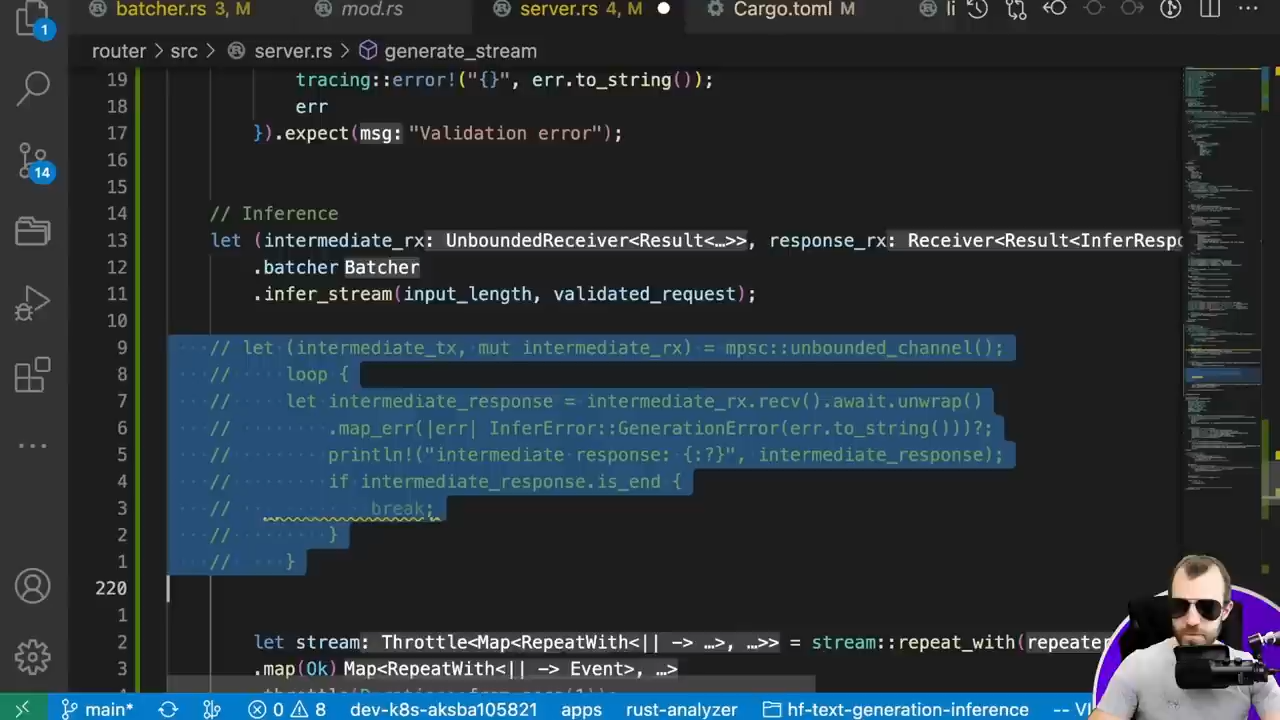 batcher.rs 3, M mod.rs server.rs 4, M Cargo.toml M li
router > src > server.rs > generate_stream
19 tracing::error!("{}", err.to_string());
18 err
17 }).expect(msg: "Validation error");
16
15
14 // Inference
13 let (intermediate_rx: UnboundedReceiver<Result<…>>, response_rx: Receiver<Result<InferRespo
12 .batcher Batcher
11 .infer_stream(input_length, validated_request);
10
9 // let (intermediate_tx, mut intermediate_rx) = mpsc::unbounded_channel();
8 // loop {
7 // let intermediate_response = intermediate_rx.recv().await.unwrap()
6 // .map_err(|err| InferError::GenerationError(err.to_string()))?;
5 // println!("intermediate response: {:?}", intermediate_response);
4 // if intermediate_response.is_end {
3 // break;
2 // }
1 // }
220
1
2 let stream: Throttle<Map<RepeatWith<|| -> …>, …>> = stream::repeat_with(repeater
3 .map(Ok) Map<RepeatWith<|| -> Event>, …>
1
14
main* 0 8 dev-k8s-aksba105821 apps rust-analyzer hf-text-generation-inference -- VI